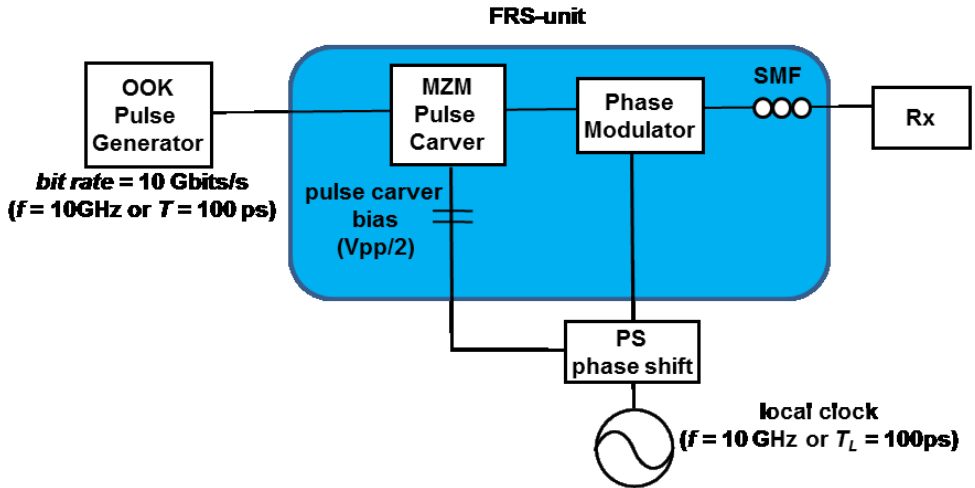 FRS-unit
OOK
Pulse
Generator
bit rate = 10 Gbits/s
(f = 10GHz or T = 100 ps)
MZM
Pulse
Carver
pulse carver
bias
(Vpp/2)
Phase
Modulator
SMF
Rx
PS
phase shift
local clock
(f = 10 GHz or T_L = 100ps)